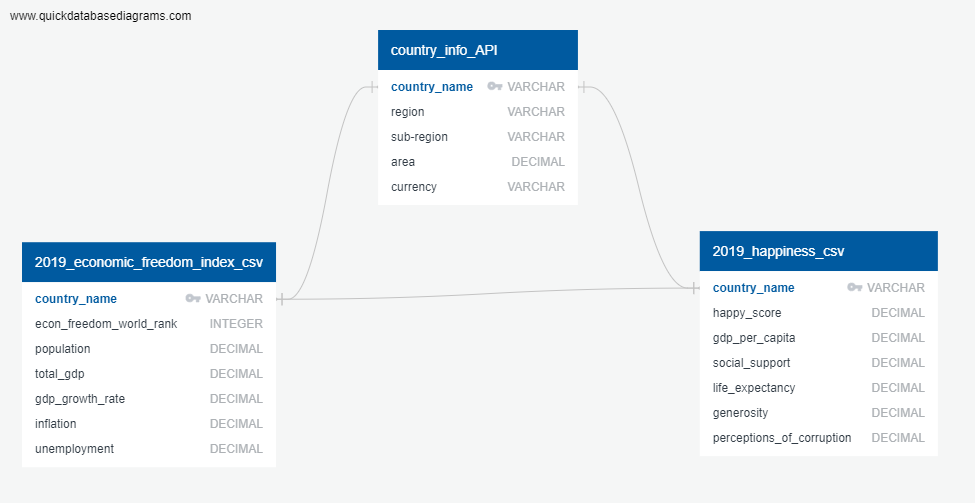 www.quickdatabasediagrams.com
country_info_API
country_name VARCHAR
region VARCHAR
sub-region VARCHAR
area DECIMAL
currency VARCHAR
2019_economic_freedom_index_csv
country_name VARCHAR
econ_freedom_world_rank INTEGER
population DECIMAL
total_gdp DECIMAL
gdp_growth_rate DECIMAL
inflation DECIMAL
unemployment DECIMAL
2019_happiness_csv
country_name VARCHAR
happy_score DECIMAL
gdp_per_capita DECIMAL
social_support DECIMAL
life_expectancy DECIMAL
generosity DECIMAL
perceptions_of_corruption DECIMAL